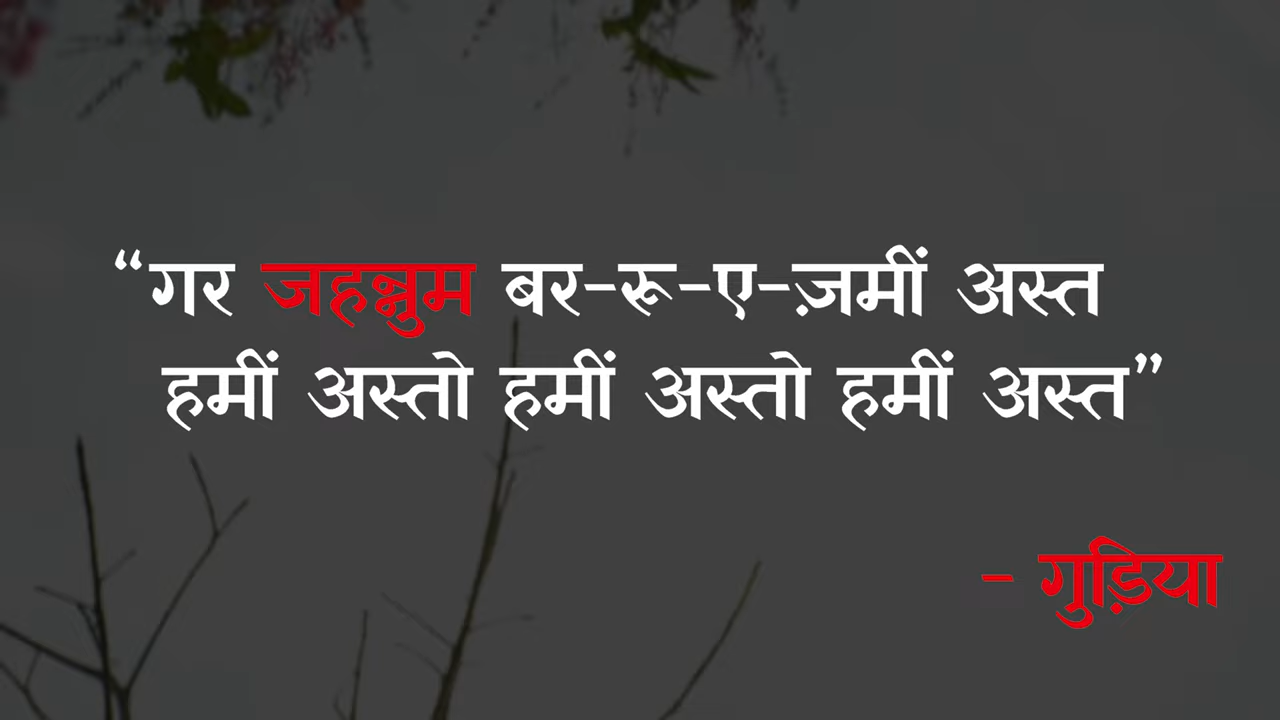 “गर जहन्नुम बर-रू-ए-ज़मीं अस्त
हमीं अस्तो हमीं अस्तो हमीं अस्त”
- गुड़िया